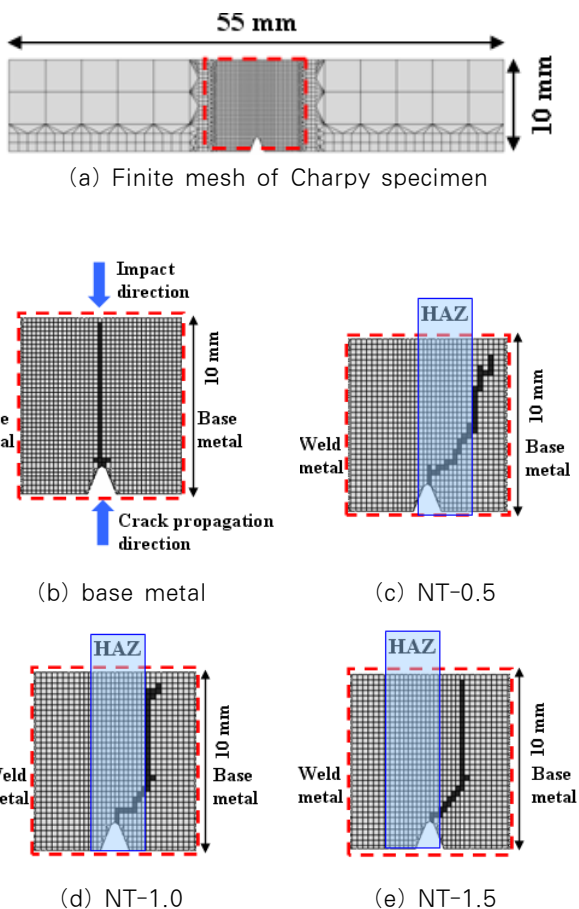 55 mm
10 mm
(a) Finite mesh of Charpy specimen
Impact
direction
10 mm
Base
metal
Crack propagation
direction
(b) base metal
HAZ
10 mm
Weld
metal
Base
metal
(c) NT-0.5
HAZ
10 mm
Base
metal
(d) NT-1.0
HAZ
10 mm
Weld
metal
Base
metal
(e) NT-1.5